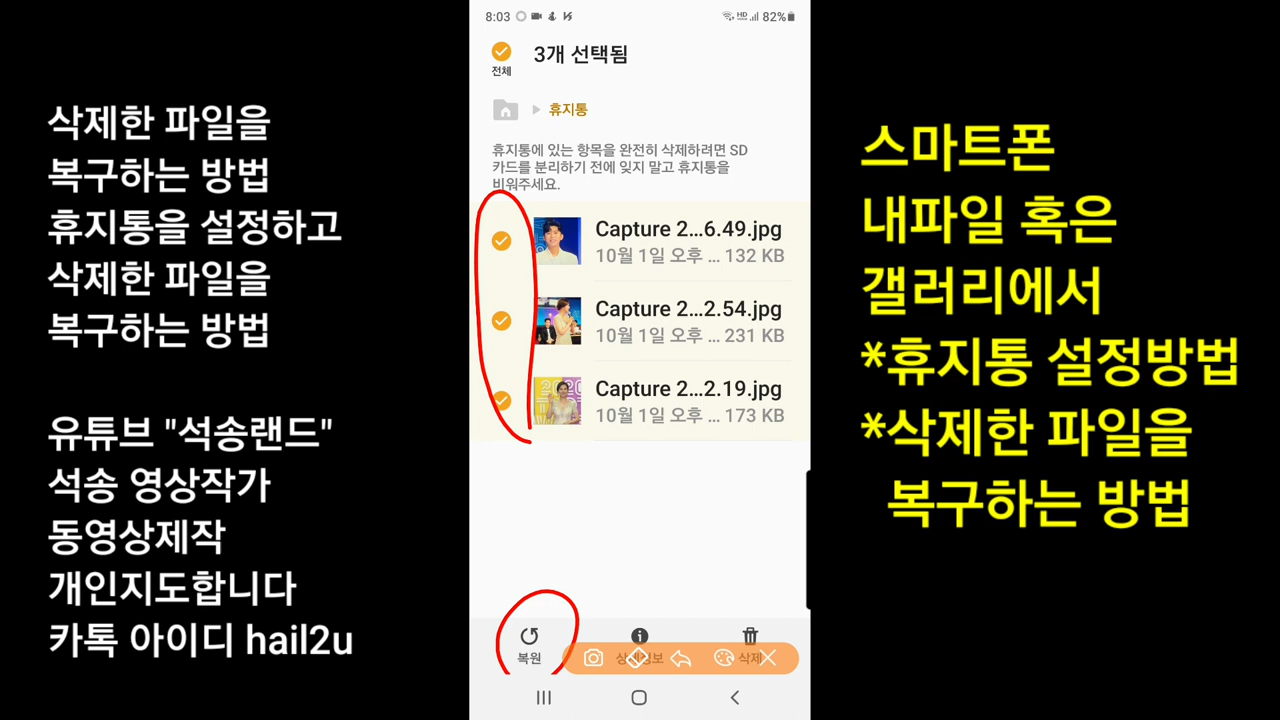 삭제한 파일을
복구하는 방법
휴지통을 설정하고
삭제한 파일을
복구하는 방법
유튜브 "석송랜드"
석송 영상작가
동영상제작
개인지도합니다
카톡 아이디 hail2u
8:03
HD
82%
3개 선택됨
전체
휴지통
휴지통에 있는 항목을 완전히 삭제하려면 SD
카드를 분리하기 전에 잊지 말고 휴지통을
비워주세요.
Capture 2...6.49.jpg
10월 1일 오후 ... 132 KB
Capture 2...2.54.jpg
10월 1일 오후 ... 231 KB
Capture 2...2.19.jpg
10월 1일 오후 ... 173 KB
복원
상세정보
삭제
스마트폰
내파일 혹은
갤러리에서
*휴지통 설정방법
*삭제한 파일을
복구하는 방법